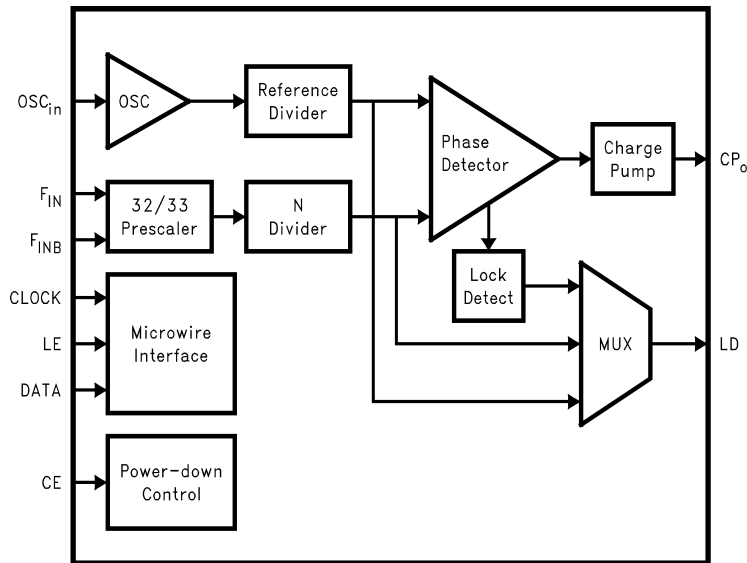 OSCin
OSC
Reference
Divider
Phase
Detector
Charge
Pump
CPo
FIN
FINB
32/33
Prescaler
N
Divider
Lock
Detect
CLOCK
LE
DATA
Microwire
Interface
MUX
LD
CE
Power-down
Control